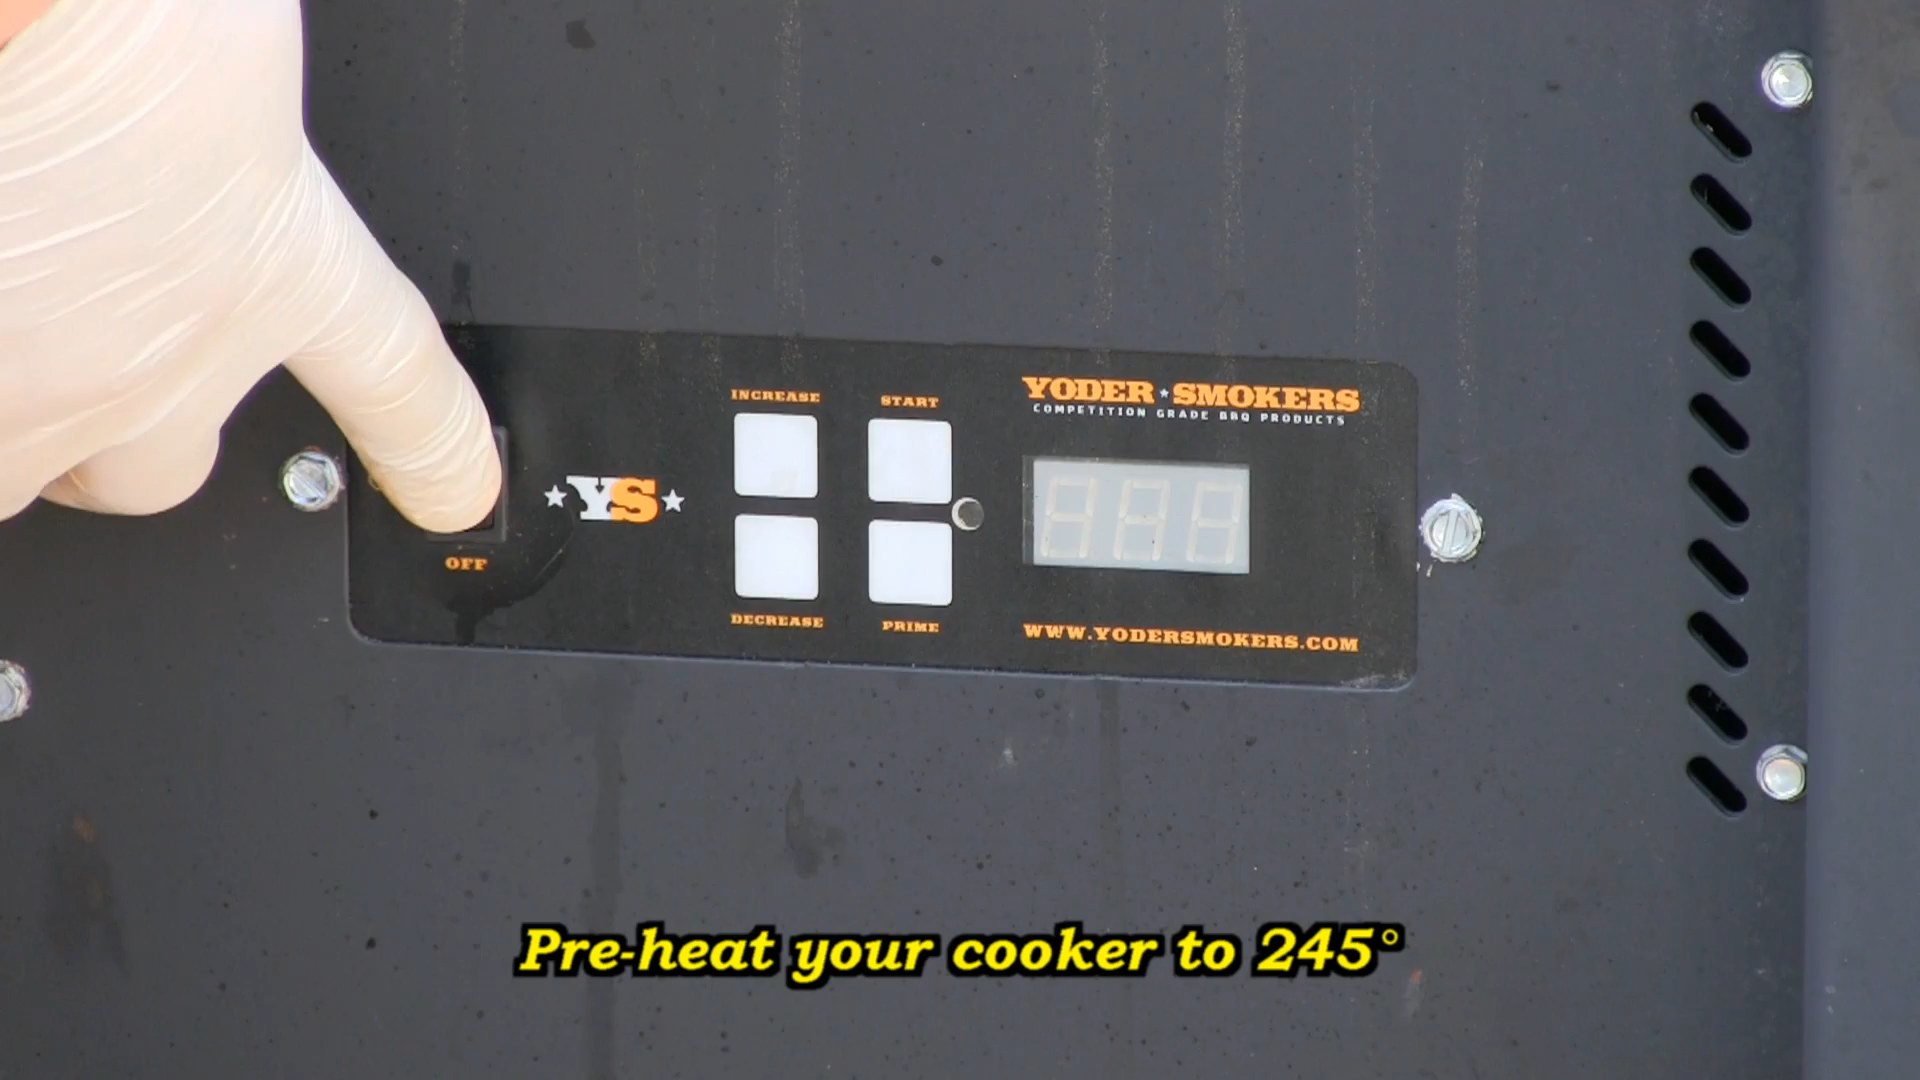 INCREASE
START
YODER★SMOKERS
COMPETITION GRADE BBQ PRODUCTS
★YS★
OFF
DECREASE
PRIME
WWW.YODERSMOKERS.COM
Pre-heat your cooker to 245°